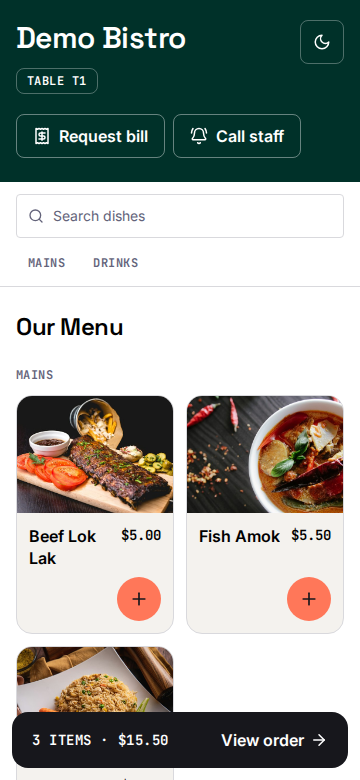 Demo Bistro
TABLE T1
Request bill
Call staff
Search dishes
MAINS
DRINKS
Our Menu
MAINS
Beef Lok Lak
$5.00
Fish Amok
$5.50
3 ITEMS · $15.50
View order